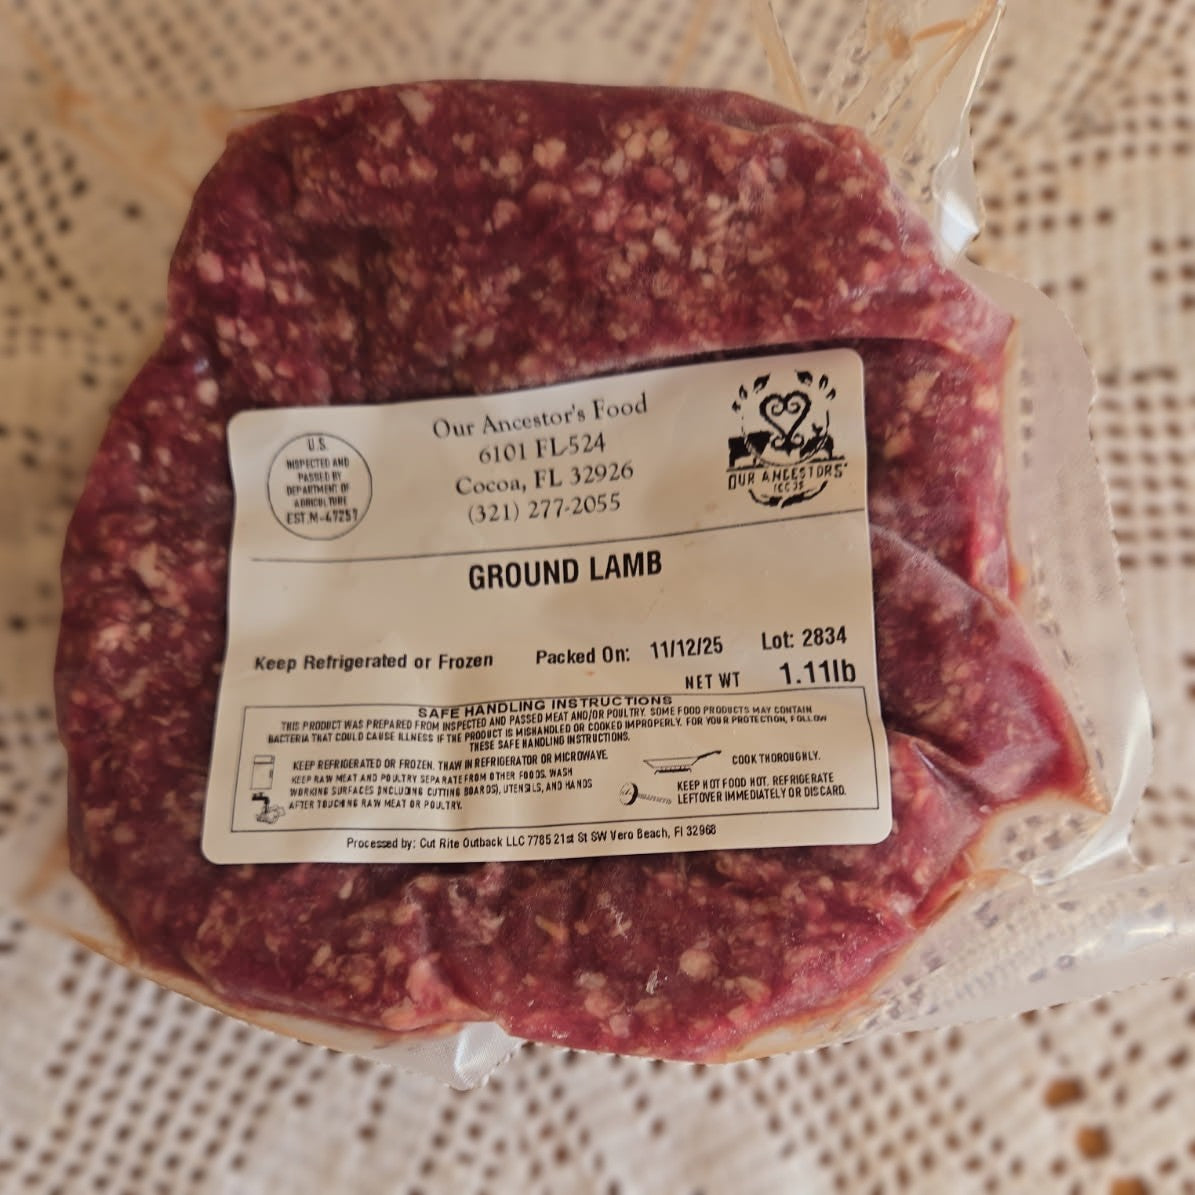 Our Ancestor's Food
6101 FL-524
Cocoa, FL 32926
(321) 277-2055
U.S.
INSPECTED AND
PASSED BY
DEPARTMENT OF
AGRICULTURE
EST.M-47257
OUR ANCESTORS'
GROUND LAMB
Keep Refrigerated or Frozen Packed On: 11/12/25 Lot: 2834
NET WT 1.11lb
SAFE HANDLING INSTRUCTIONS
THIS PRODUCT WAS PREPARED FROM INSPECTED AND PASSED MEAT AND/OR POULTRY. SOME FOOD PRODUCTS MAY CONTAIN
BACTERIA THAT COULD CAUSE ILLNESS IF THE PRODUCT IS MISHANDLED OR COOKED IMPROPERLY. FOR YOUR PROTECTION, FOLLOW
THESE SAFE HANDLING INSTRUCTIONS.
KEEP REFRIGERATED OR FROZEN. THAW IN REFRIGERATOR OR MICROWAVE.
KEEP RAW MEAT AND POULTRY SEPARATE FROM OTHER FOODS. WASH
WORKING SURFACES (INCLUDING CUTTING BOARDS), UTENSILS, AND HANDS
AFTER TOUCHING RAW MEAT OR POULTRY.
COOK THOROUGHLY.
KEEP HOT FOOD HOT. REFRIGERATE
LEFTOVER IMMEDIATELY OR DISCARD.
Processed by: Cut Rite Outback LLC 7785 21st St SW Vero Beach, Fl 32968